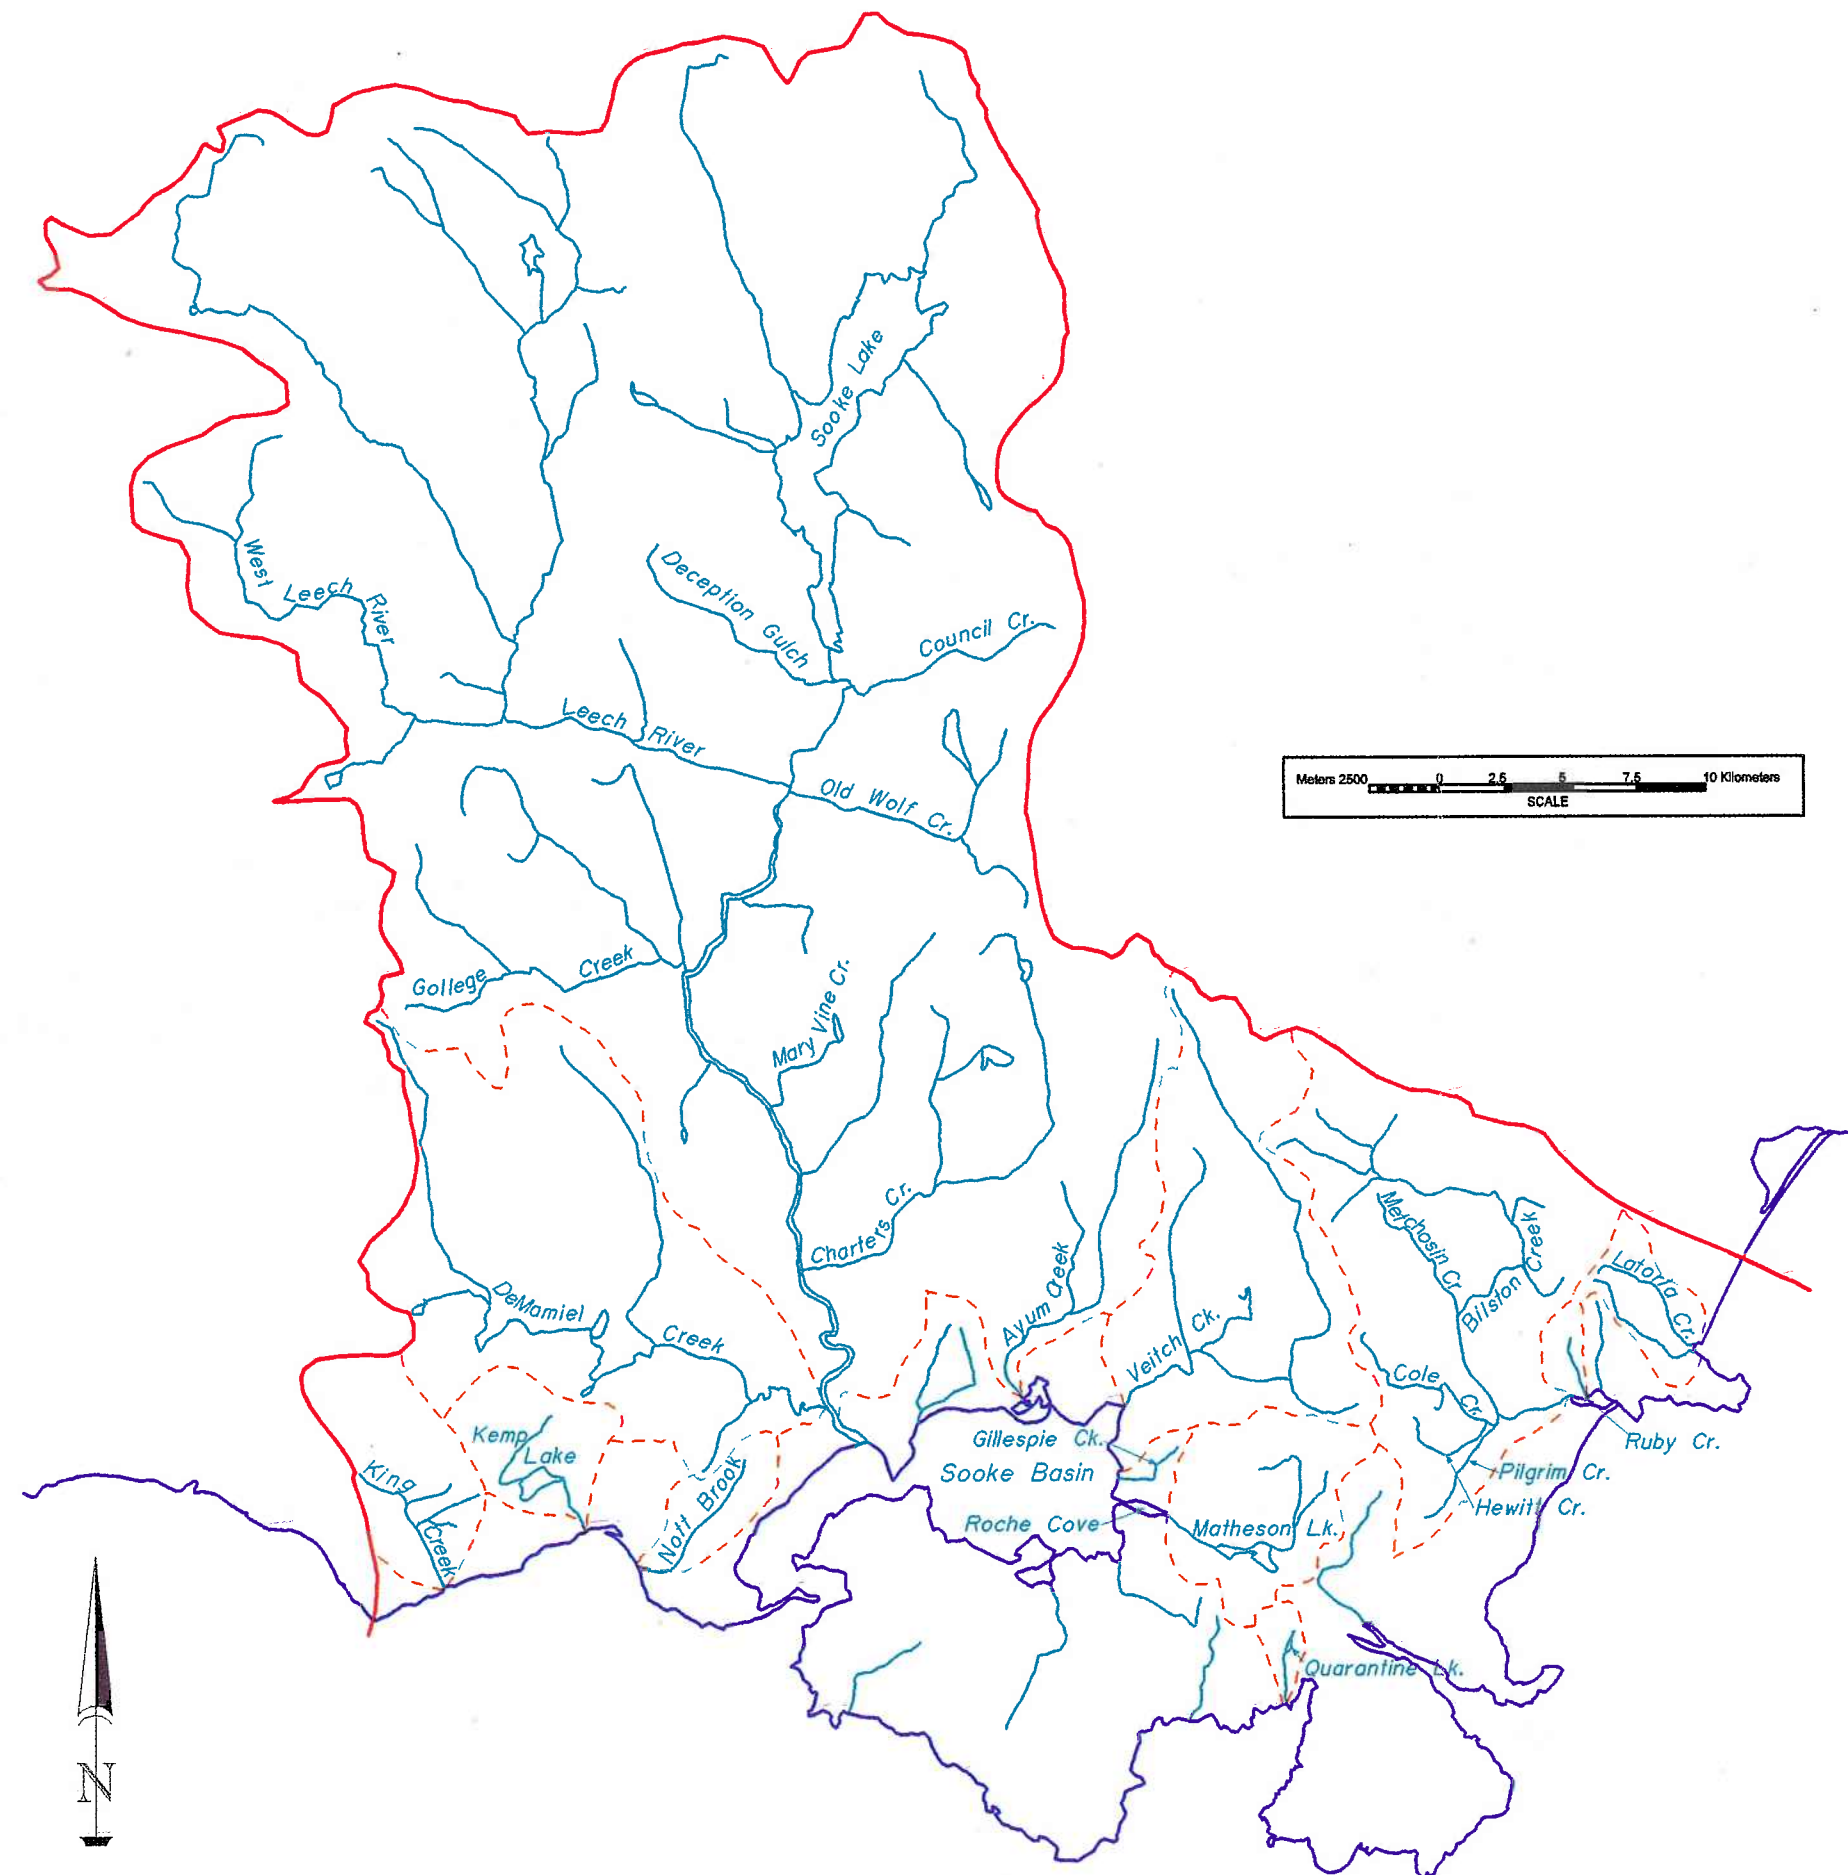 Sooke Lake
West Leech River
Deception Gulch
Council Cr.
Leech River
Old Wolf Cr.
Meters 2500 0 2.5 5 7.5 10 Kilometers
SCALE
Gollege Creek
Mary Vine Cr.
Charters Cr.
Metchosin Cr.
Bilston Creek
Latoria Cr.
Ayum Creek
DeMamiel Creek
Veitch Ck.
Cole Cr.
Kemp
Lake
King Creek
Nott Brook
Gillespie Ck.
Sooke Basin
Roche Cove
Matheson Lk.
Ruby Cr.
Pilgrim Cr.
Hewitt Cr.
Quarantine Lk.
N